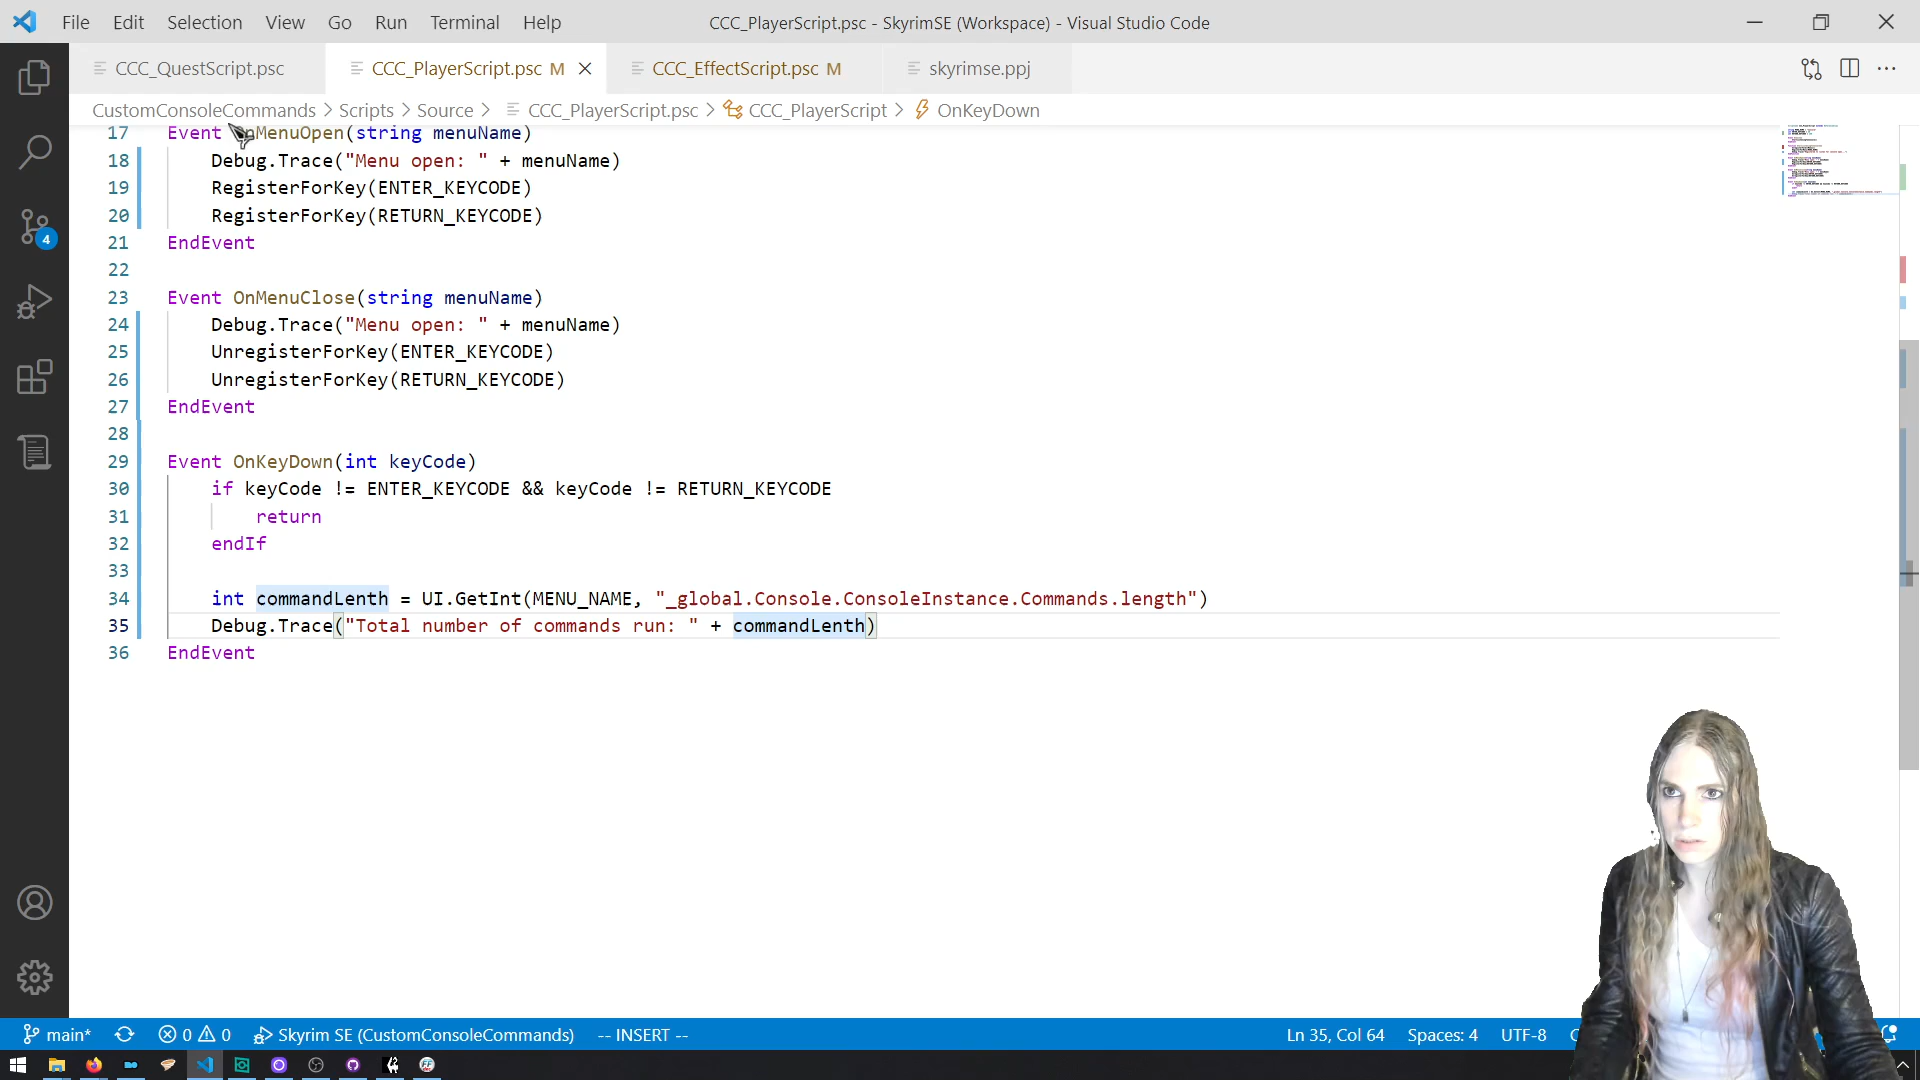 File Edit Selection View Go Run Terminal Help CCC_PlayerScript.psc - SkyrimSE (Workspace) - Visual Studio Code
CCC_QuestScript.psc CCC_PlayerScript.psc M CCC_EffectScript.psc M skyrimse.ppj
CustomConsoleCommands > Scripts > Source > CCC_PlayerScript.psc > CCC_PlayerScript > OnKeyDown
17 Event OnMenuOpen(string menuName)
18 Debug.Trace("Menu open: " + menuName)
19 RegisterForKey(ENTER_KEYCODE)
20 RegisterForKey(RETURN_KEYCODE)
21 EndEvent
22
23 Event OnMenuClose(string menuName)
24 Debug.Trace("Menu open: " + menuName)
25 UnregisterForKey(ENTER_KEYCODE)
26 UnregisterForKey(RETURN_KEYCODE)
27 EndEvent
28
29 Event OnKeyDown(int keyCode)
30 if keyCode != ENTER_KEYCODE && keyCode != RETURN_KEYCODE
31 return
32 endIf
33
34 int commandLenth = UI.GetInt(MENU_NAME, "_global.Console.ConsoleInstance.Commands.length")
35 Debug.Trace("Total number of commands run: " + commandLenth)
36 EndEvent
4
main* 0 0 Skyrim SE (CustomConsoleCommands) -- INSERT -- Ln 35, Col 64 Spaces: 4 UTF-8